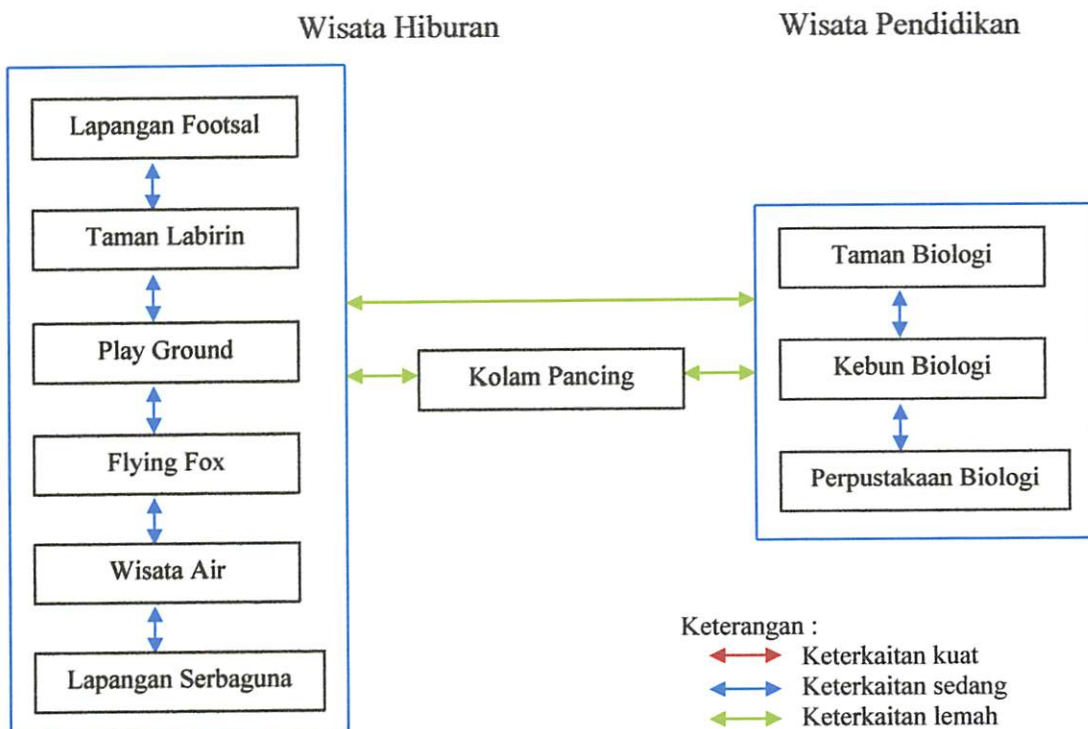 Wisata Hiburan
Wisata Pendidikan
Lapangan Footsal
Taman Labirin
Play Ground
Flying Fox
Wisata Air
Lapangan Serbaguna
Kolam Pancing
Taman Biologi
Kebun Biologi
Perpustakaan Biologi
Keterangan :
Keterkaitan kuat
Keterkaitan sedang
Keterkaitan lemah